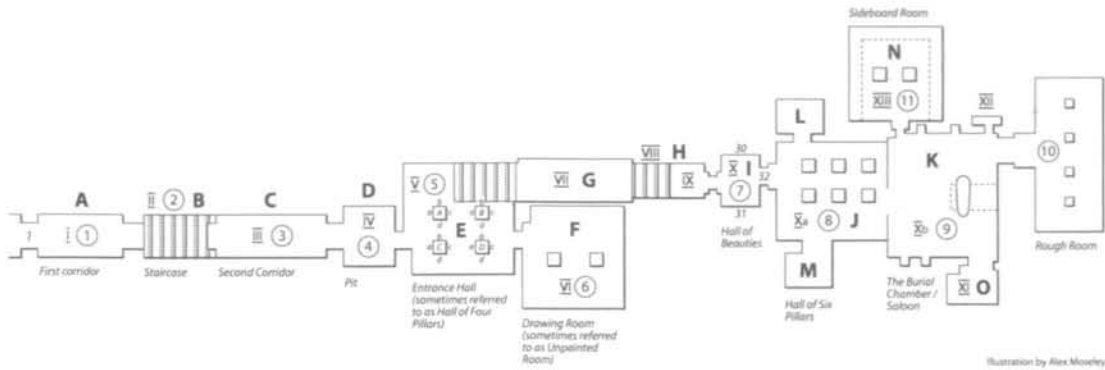 Sideboard Room
N
XIII 11
L
XII
30
VIII H
X I
32
K
10
A
II 2 B
C
D
V 5
VII G
IX
7
1
I 1
III 3
IV
4
E
F
31
Hall of
Beauties
Xa 8 J
Xb 9
Rough Room
First corridor
Staircase
Second Corridor
Pit
VI 6
M
XI O
Entrance Hall
(sometimes referred
to as Hall of Four
Pillars)
Hall of Six
Pillars
The Burial
Chamber/
Saloon
Drawing Room
(sometimes referred
to as Unpainted
Room)
Illustration by Alex Moseley